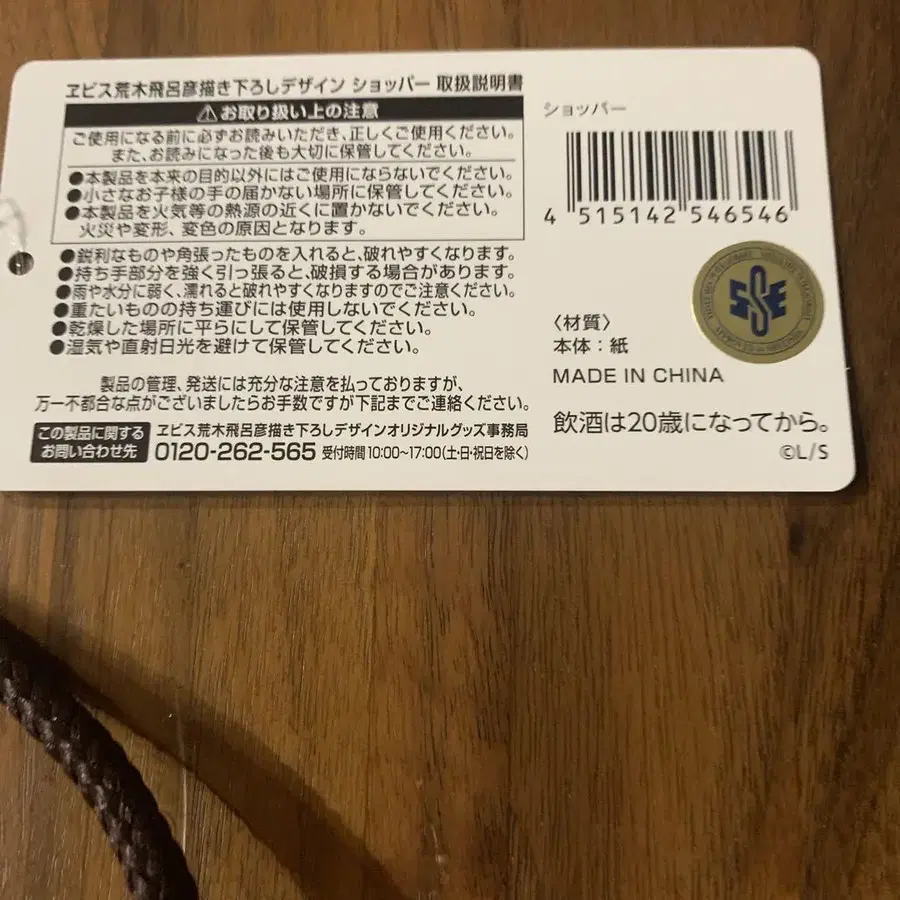 ヱビス荒木飛呂彦描き下ろしデザイン ショッパー 取扱説明書
お取り扱い上の注意
ご使用になる前に必ずお読みいただき、正しくご使用ください。
また、お読みになった後も大切に保管してください。
●本製品を本来の目的以外にはご使用にならないでください。
●小さなお子様の手の届かない場所に保管してください。
●本製品を火気等の熱源の近くに置かないでください。
火災や変形、変色の原因となります。
●鋭利なものや角張ったものを入れると、破れやすくなります。
●持ち手部分を強く引っ張ると、破損する場合があります。
●雨や水分に弱く、濡れると破れやすくなりますのでご注意ください。
●重たいものの持ち運びには使用しないでください。
●乾燥した場所に平らにして保管してください。
●湿気や直射日光を避けて保管してください。
製品の管理、発送には充分な注意を払っておりますが、
万一不都合な点がございましたらお手数ですが下記までご連絡ください。
この製品に関する
お問い合わせ先
ヱビス荒木飛呂彦描き下ろしデザインオリジナルグッズ事務局
0120-262-565 受付時間 10:00〜17:00(土・日・祝日を除く)
ショッパー
4 515142 546546
SSE
〈材質〉
本体：紙
MADE IN CHINA
飲酒は20歳になってから。
©L/S